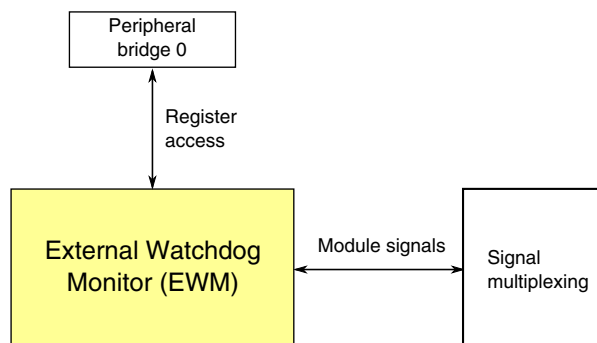 Peripheral
bridge 0
Register
access
External Watchdog
Monitor (EWM)
Module signals
Signal
multiplexing